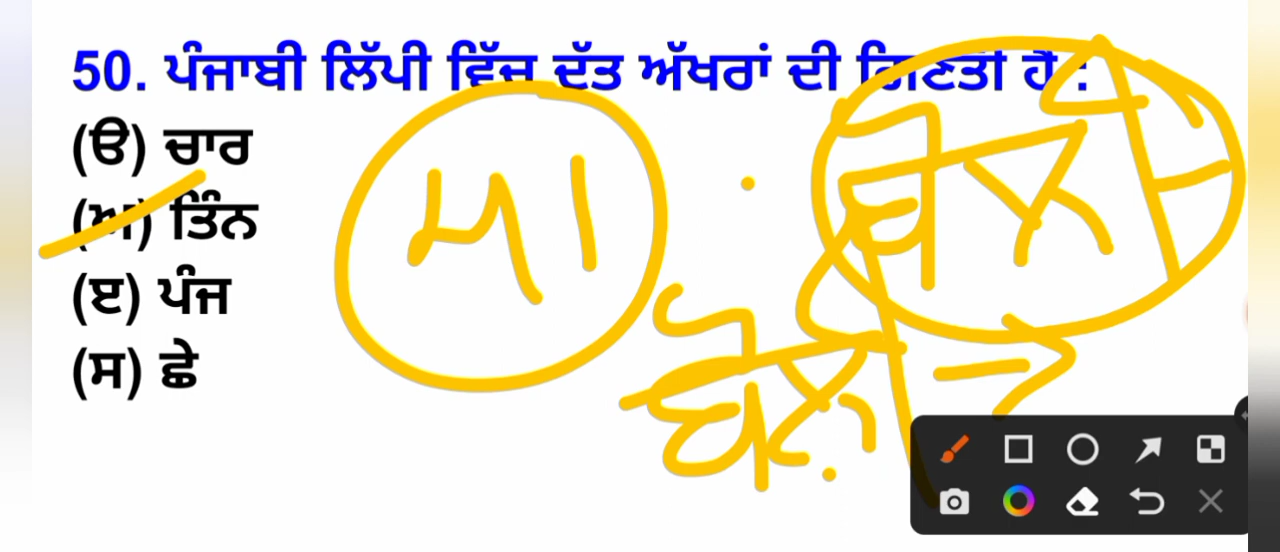 50. ਪੰਜਾਬੀ ਲਿੱਪੀ ਵਿੱਚ ਦੁੱਤ ਅੱਖਰਾਂ ਦੀ ਗਿਣਤੀ ਹੈ :
(ੳ) ਚਾਰ
(ਅ) ਤਿੰਨ
(ੲ) ਪੰਜ
(ਸ) ਛੇ